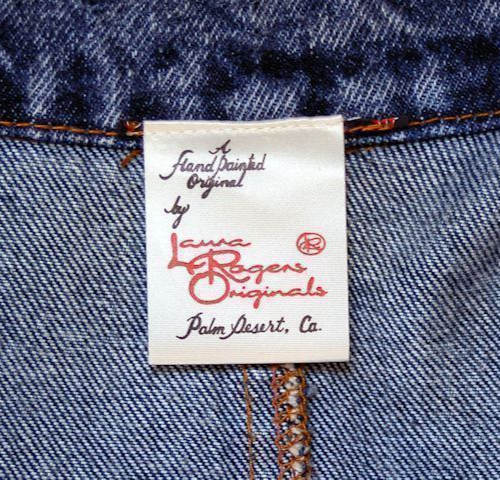 A
Hand Painted
Original
by
Laura
Rogers
Originals
Palm Desert, Ca.